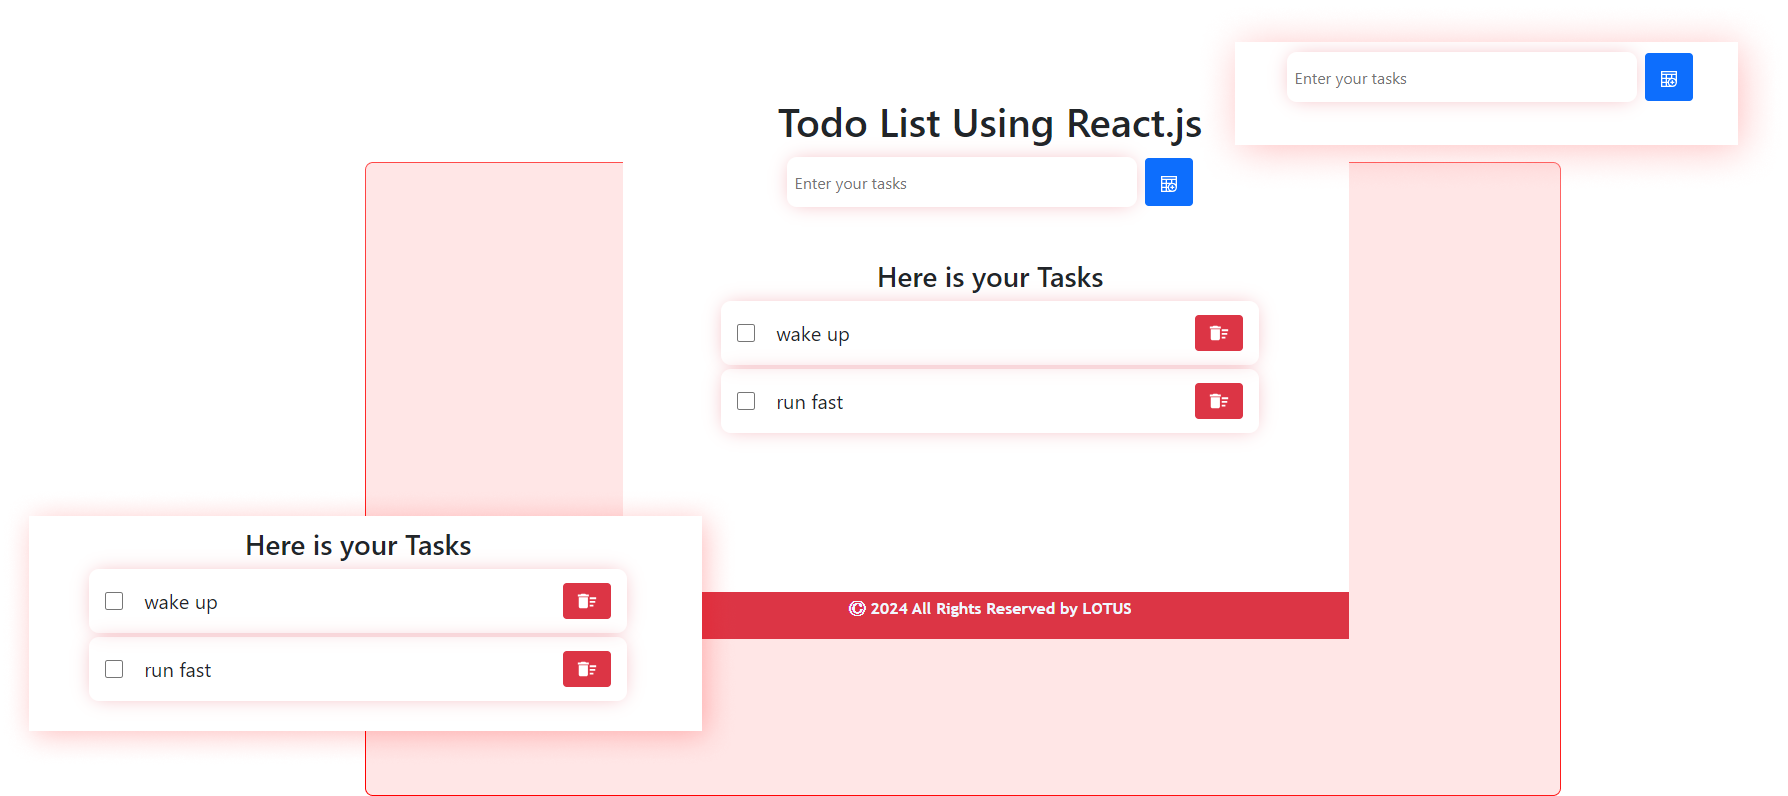 Enter your tasks
Todo List Using React.js
Enter your tasks
Here is your Tasks
wake up
run fast
Here is your Tasks
wake up
run fast
© 2024 All Rights Reserved by LOTUS